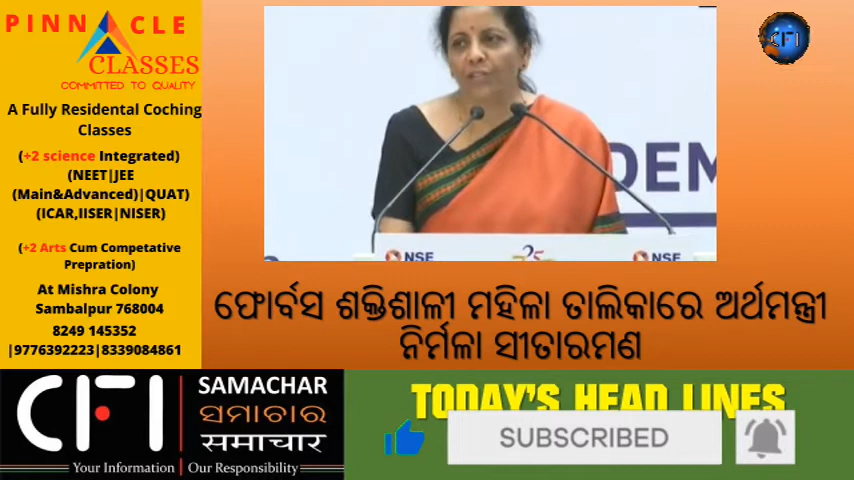 PINNACLE
CLASSES
COMMITTED TO QUALITY
A Fully Residental Coching
Classes
(+2 science Integrated)
(NEET|JEE
(Main&Advanced)|QUAT)
(ICAR,IISER|NISER)
(+2 Arts Cum Competative
Prepration)
At Mishra Colony
Sambalpur 768004
8249 145352
|9776392223|8339084861
CFI
DEM
NSE
25
NSE
ଫୋର୍ବସ ଶକ୍ତିଶାଳୀ ମହିଳା ତାଲିକାରେ ଅର୍ଥମନ୍ତ୍ରୀ
ନିର୍ମଳା ସୀତାରମଣ
CFI
SAMACHAR
ସମାଚାର
समाचार
Your Information | Our Responsibility
TODAY'S HEAD LINES
SUBSCRIBED